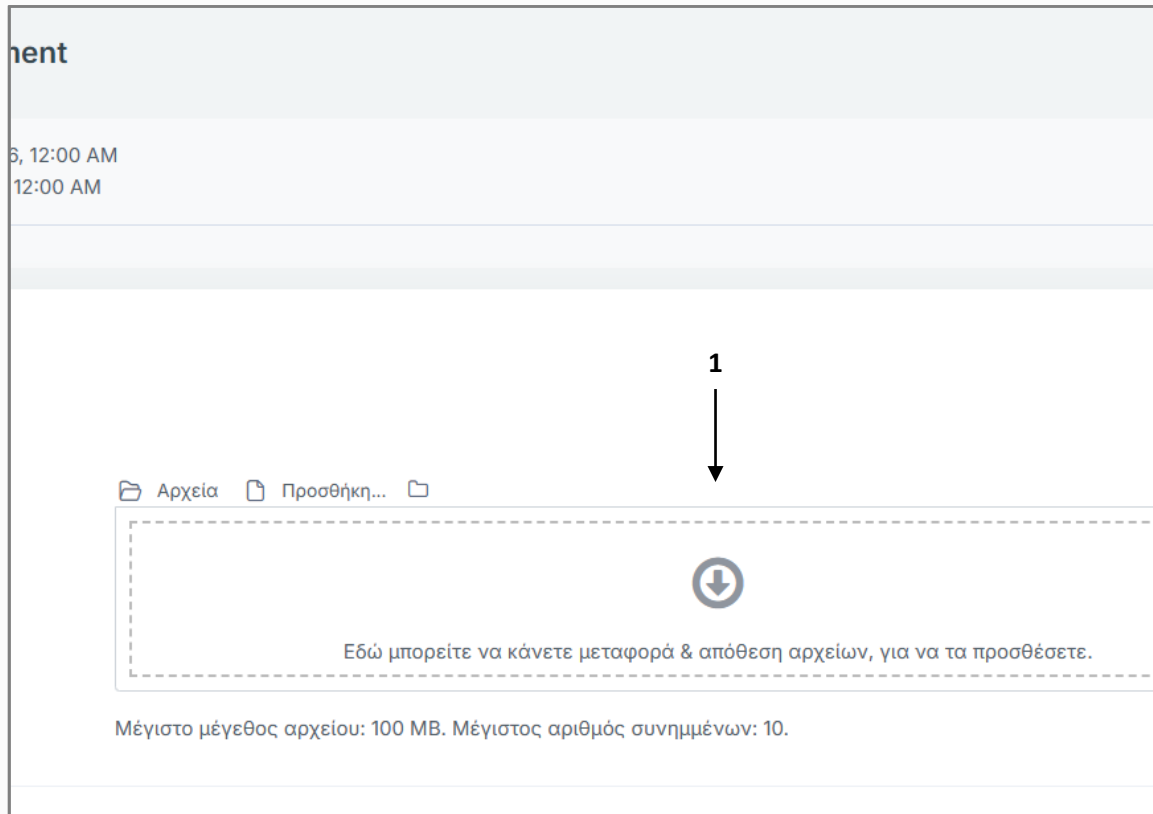 ment
6, 12:00 AM
12:00 AM
1
Αρχεία Προσθήκη...
Εδώ μπορείτε να κάνετε μεταφορά & απόθεση αρχείων, για να τα προσθέσετε.
Μέγιστο μέγεθος αρχείου: 100 MB. Μέγιστος αριθμός συνημμένων: 10.